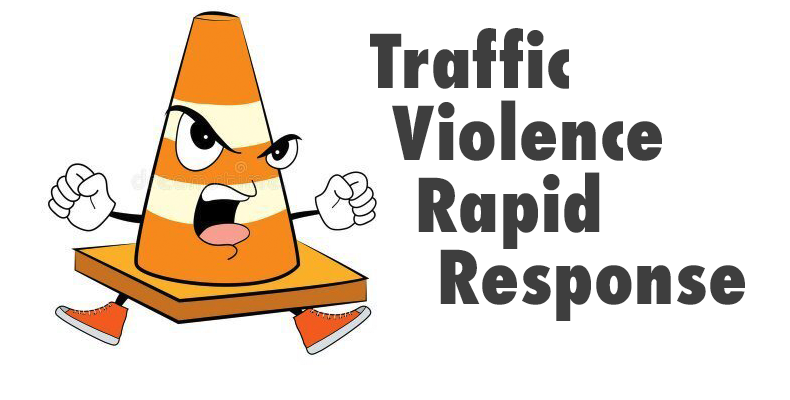 Traffic
Violence
Rapid
Response